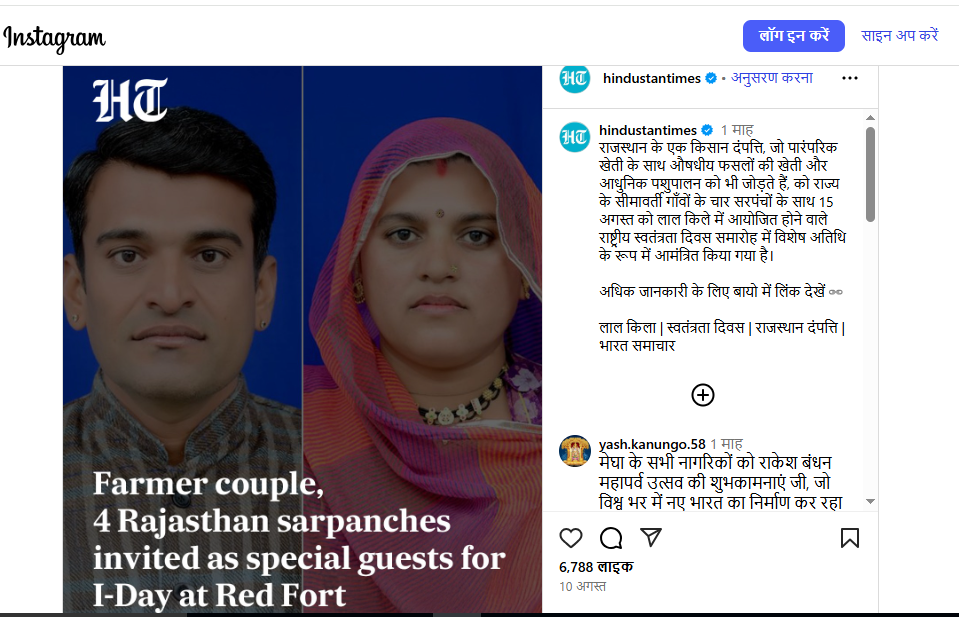 Instagram
लॉग इन करें
साइन अप करें
HT
Farmer couple,
4 Rajasthan sarpanches
invited as special guests for
I-Day at Red Fort
HT
hindustantimes • अनुसरण करना
HT
hindustantimes 1 माह
राजस्थान के एक किसान दंपत्ति, जो पारंपरिक
खेती के साथ औषधीय फसलों की खेती और
आधुनिक पशुपालन को भी जोड़ते हैं, को राज्य
के सीमावर्ती गाँवों के चार सरपंचों के साथ 15
अगस्त को लाल किले में आयोजित होने वाले
राष्ट्रीय स्वतंत्रता दिवस समारोह में विशेष अतिथि
के रूप में आमंत्रित किया गया है।
अधिक जानकारी के लिए बायो में लिंक देखें
लाल किला | स्वतंत्रता दिवस | राजस्थान दंपत्ति |
भारत समाचार
yash.kanungo.58 1 माह
मेघा के सभी नागरिकों को राकेश बंधन
महापर्व उत्सव की शुभकामनाएं जी, जो
विश्व भर में नए भारत का निर्माण कर रहा
6,788 लाइक
10 अगस्त